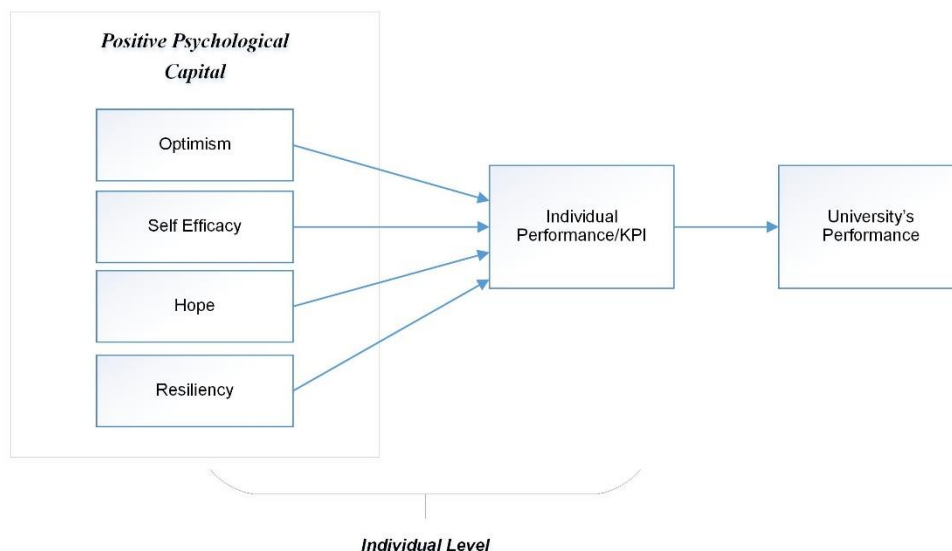 Positive Psychological
Capital
Optimism
Self Efficacy
Hope
Resiliency
Individual
Performance/KPI
University's
Performance
Individual Level